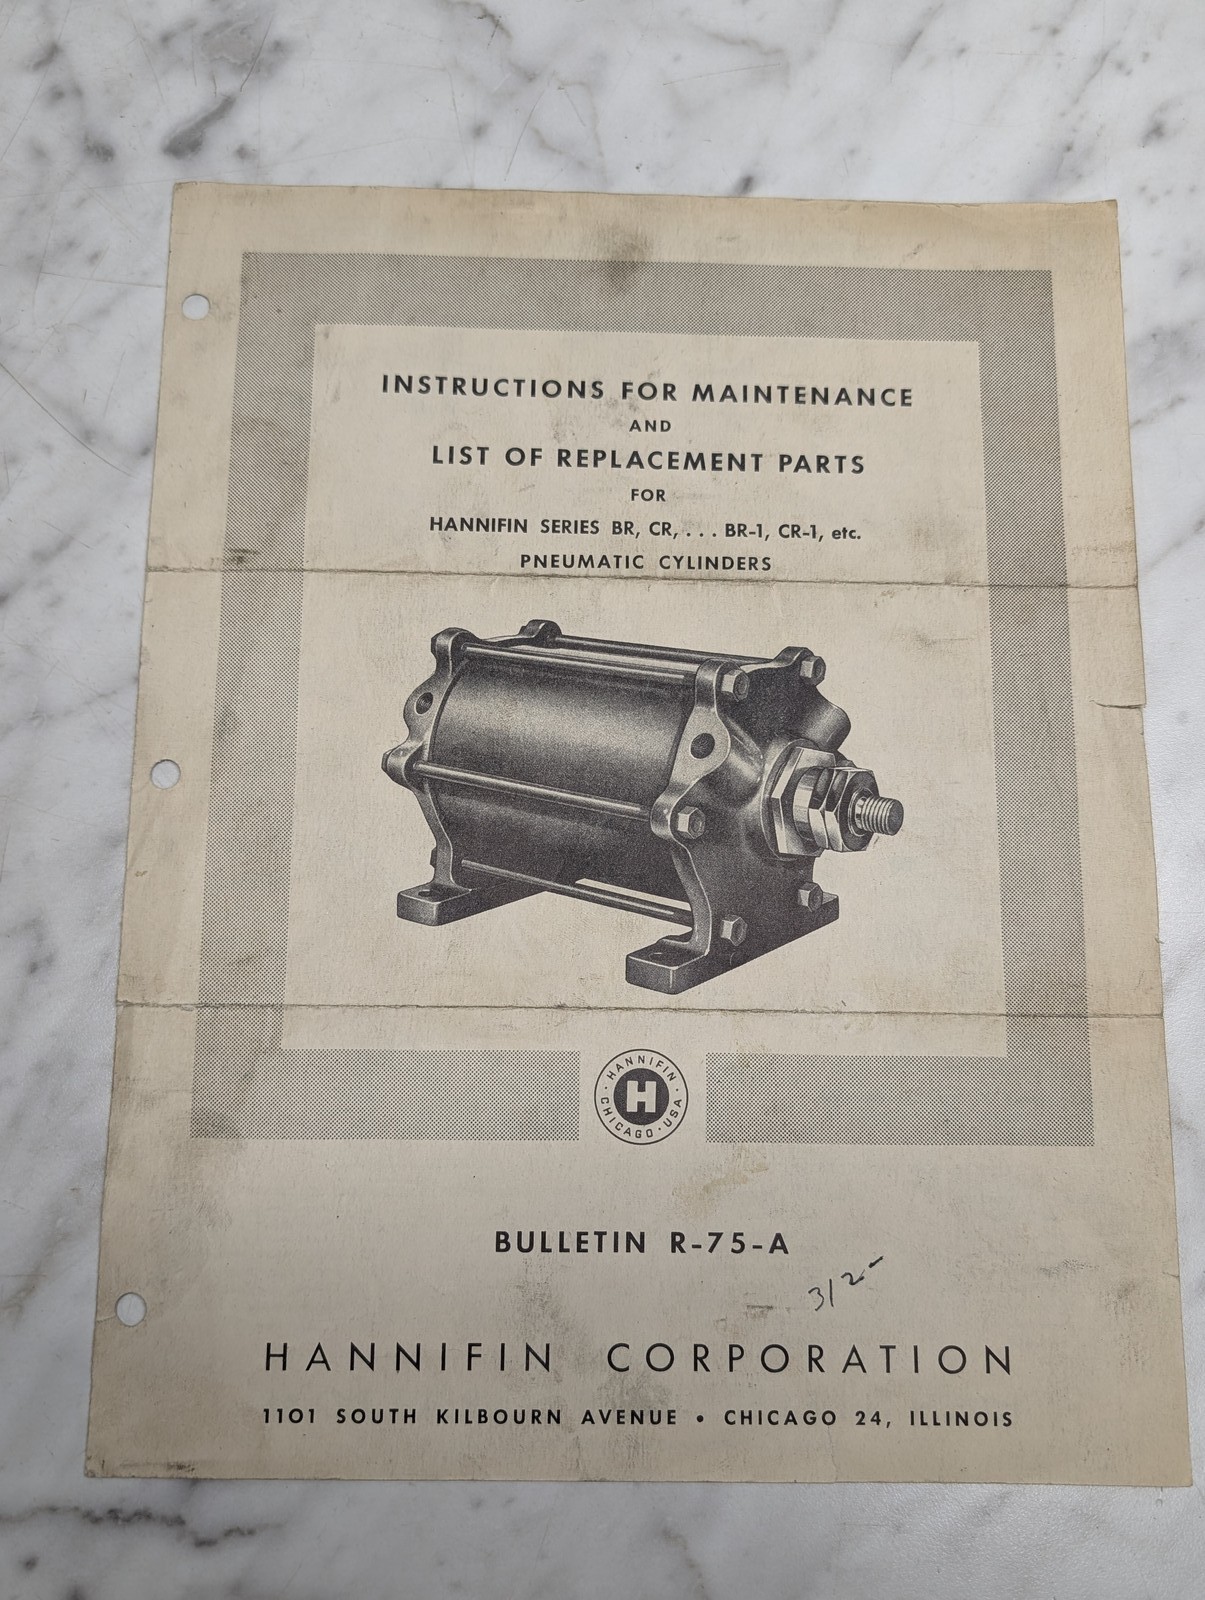 INSTRUCTIONS FOR MAINTENANCE
AND
LIST OF REPLACEMENT PARTS
FOR
HANNIFIN SERIES BR, CR, . . . BR-1, CR-1, etc.
PNEUMATIC CYLINDERS
HANNIFIN
H
CHICAGO · USA
BULLETIN R-75-A
HANNIFIN CORPORATION
1101 SOUTH KILBOURN AVENUE • CHICAGO 24, ILLINOIS